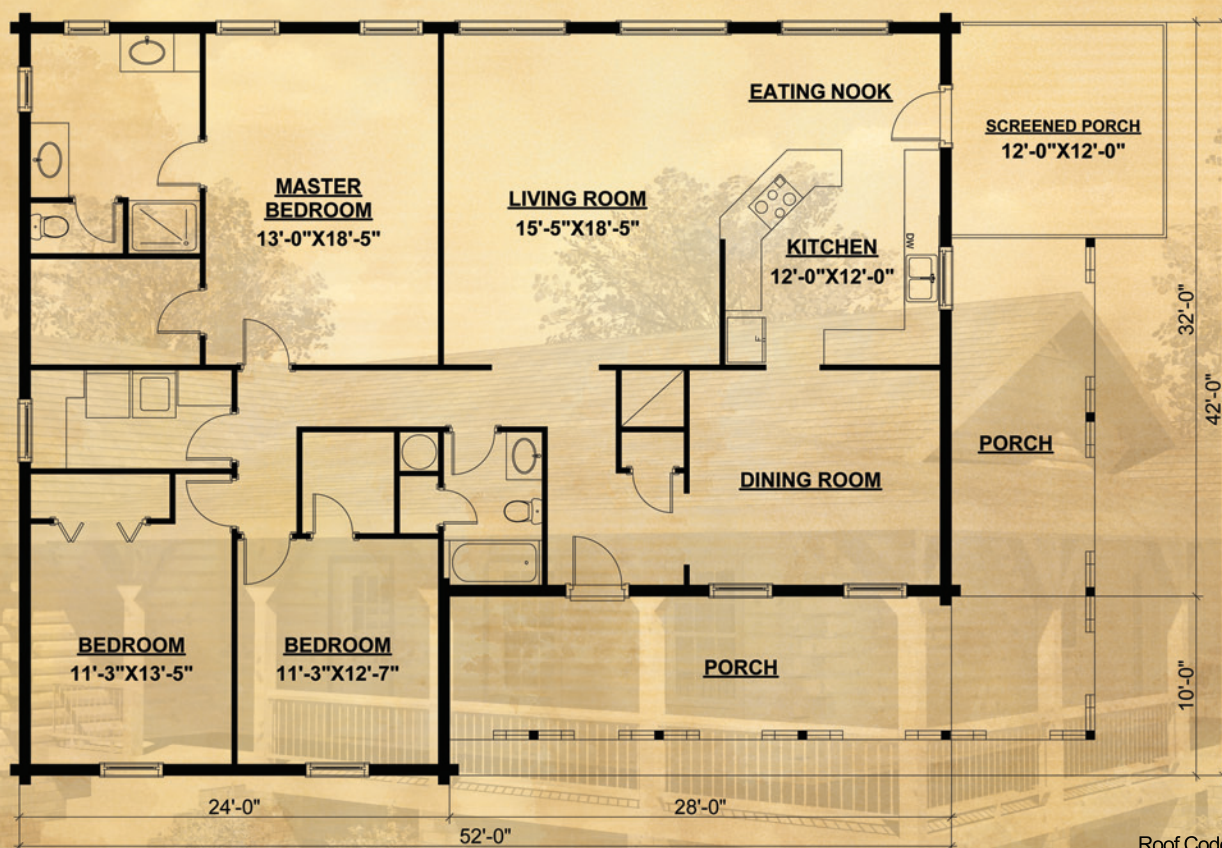 EATING NOOK
SCREENED PORCH
12'-0"X12'-0"
MASTER
BEDROOM
13'-0"X18'-5"
LIVING ROOM
15'-5"X18'-5"
KITCHEN
12'-0"X12'-0"
DW
F
32'-0"
42'-0"
PORCH
DINING ROOM
BEDROOM
11'-3"X13'-5"
BEDROOM
11'-3"X12'-7"
PORCH
10'-0"
24'-0"
28'-0"
52'-0"
Roof Code